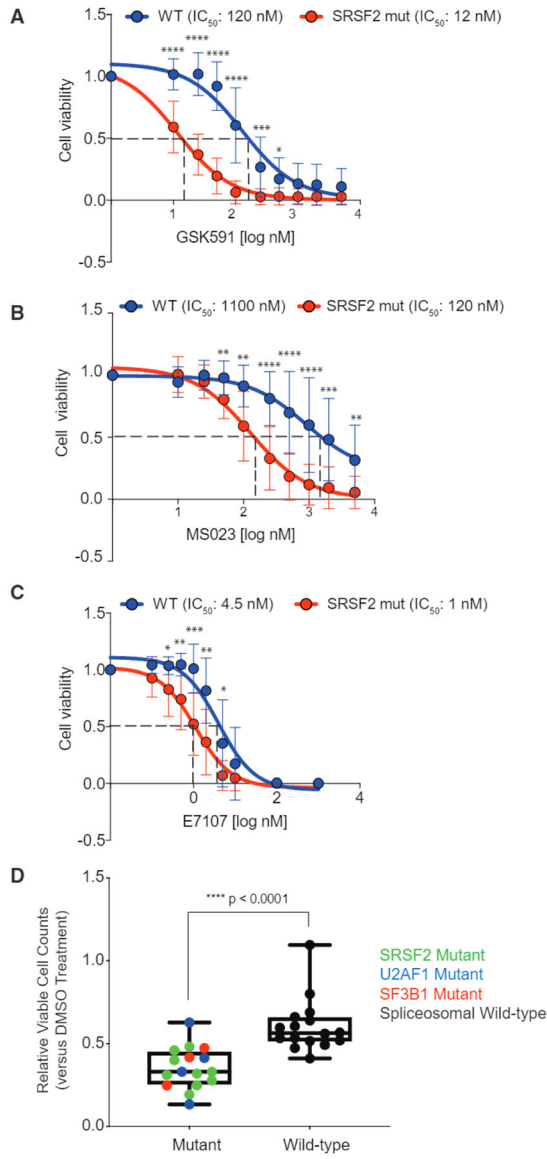 A
WT (IC50: 120 nM) SRSF2 mut (IC50: 12 nM)
1.5
1.0
0.5
0.0
-0.5
Cell viability
**** **** **** **** *** *
1 2 3 4
GSK591 [log nM]
B
WT (IC50: 1100 nM) SRSF2 mut (IC50: 120 nM)
1.5
1.0
0.5
0.0
-0.5
Cell viability
** ** **** **** **** *** **
1 2 3 4
MS023 [log nM]
C
WT (IC50: 4.5 nM) SRSF2 mut (IC50: 1 nM)
1.5
1.0
0.5
0.0
-0.5
Cell viability
* ** *** ** *
0 2 4
E7107 [log nM]
D
1.5
1.0
0.5
0.0
Relative Viable Cell Counts
(versus DMSO Treatment)
**** p < 0.0001
SRSF2 Mutant
U2AF1 Mutant
SF3B1 Mutant
Spliceosomal Wild-type
Mutant Wild-type